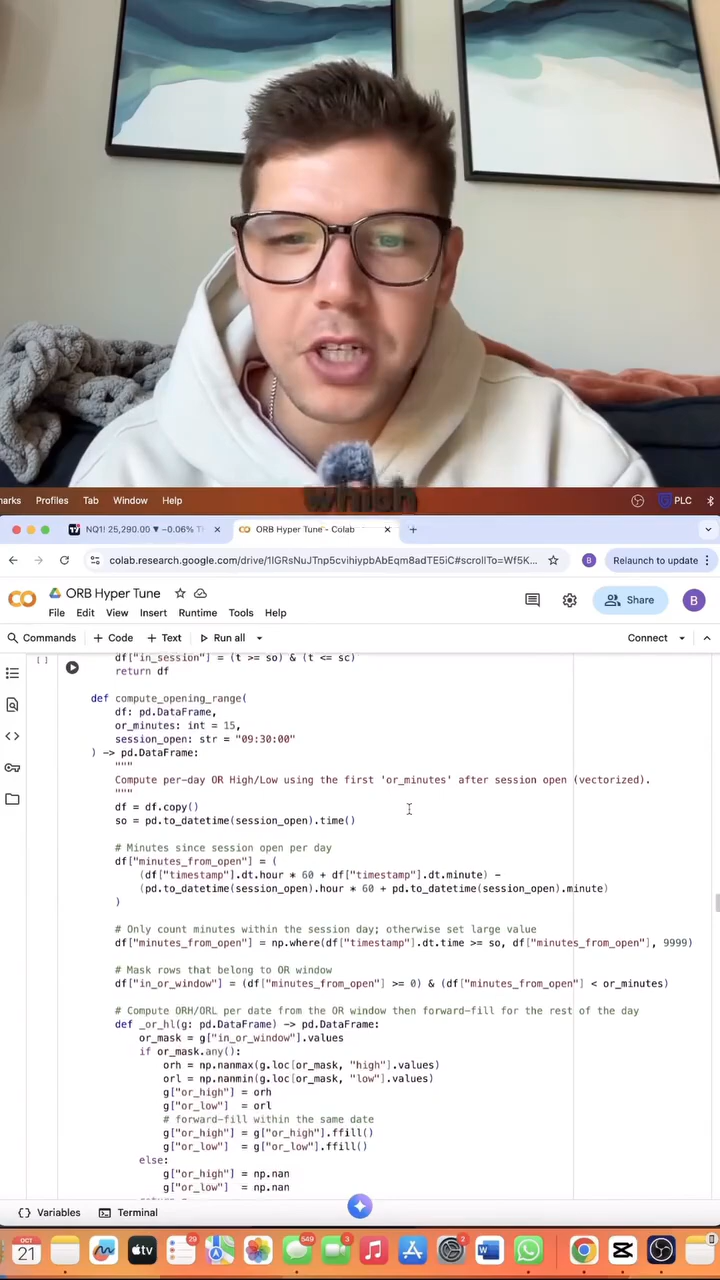 which
arks Profiles Tab Window Help PLC
NQ1! 25,290.00 ▼ −0.06% T ORB Hyper Tune - Colab
colab.research.google.com/drive/1IGRsNuJTnp5cvihiypbAbEqm8adTE5iC#scrollTo=Wf5K... B Relaunch to update
ORB Hyper Tune
File Edit View Insert Runtime Tools Help
Share B
Commands + Code + Text Run all Connect
[ ]
df["in_session"] = (t >= so) & (t <= sc)
return df
def compute_opening_range(
df: pd.DataFrame,
or_minutes: int = 15,
session_open: str = "09:30:00"
) -> pd.DataFrame:
"""
Compute per-day OR High/Low using the first 'or_minutes' after session open (vectorized).
"""
df = df.copy()
so = pd.to_datetime(session_open).time()
# Minutes since session open per day
df["minutes_from_open"] = (
(df["timestamp"].dt.hour * 60 + df["timestamp"].dt.minute) -
(pd.to_datetime(session_open).hour * 60 + pd.to_datetime(session_open).minute)
)
# Only count minutes within the session day; otherwise set large value
df["minutes_from_open"] = np.where(df["timestamp"].dt.time >= so, df["minutes_from_open"], 9999)
# Mask rows that belong to OR window
df["in_or_window"] = (df["minutes_from_open"] >= 0) & (df["minutes_from_open"] < or_minutes)
# Compute ORH/ORL per date from the OR window then forward-fill for the rest of the day
def _or_hl(g: pd.DataFrame) -> pd.DataFrame:
or_mask = g["in_or_window"].values
if or_mask.any():
orh = np.nanmax(g.loc[or_mask, "high"].values)
orl = np.nanmin(g.loc[or_mask, "low"].values)
g["or_high"] = orh
g["or_low"] = orl
# forward-fill within the same date
g["or_high"] = g["or_high"].ffill()
g["or_low"] = g["or_low"].ffill()
else:
g["or_high"] = np.nan
g["or_low"] = np.nan
Variables Terminal
OCT 21 tv 29 549 3 2 W